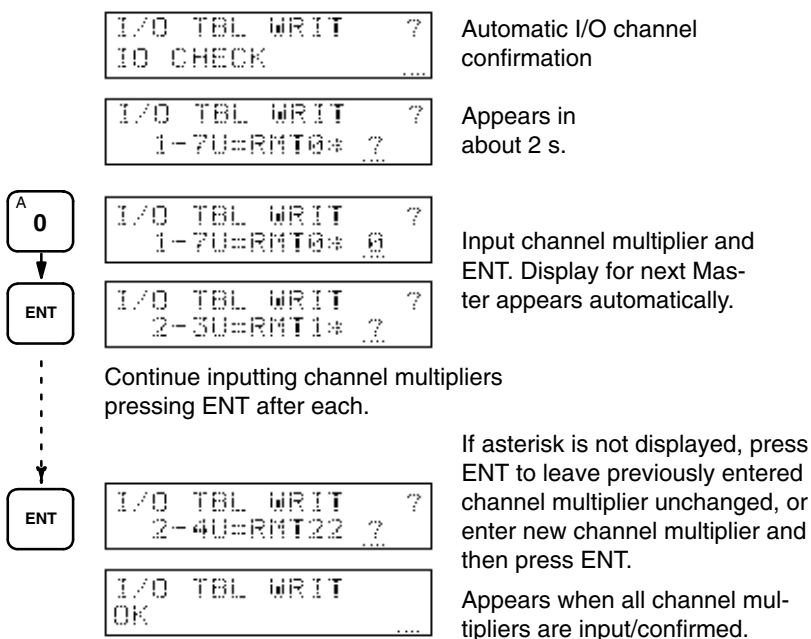 I/O TBL WRIT ?
IO CHECK
Automatic I/O channel
confirmation
I/O TBL WRIT ?
1-7U=RMT0* ?
Appears in
about 2 s.
A
0
I/O TBL WRIT ?
1-7U=RMT0* 0
ENT
I/O TBL WRIT ?
2-3U=RMT1* ?
Input channel multiplier and
ENT. Display for next Mas-
ter appears automatically.
Continue inputting channel multipliers
pressing ENT after each.
ENT
I/O TBL WRIT ?
2-4U=RMT22 ?
If asterisk is not displayed, press
ENT to leave previously entered
channel multiplier unchanged, or
enter new channel multiplier and
then press ENT.
I/O TBL WRIT
OK
Appears when all channel mul-
tipliers are input/confirmed.